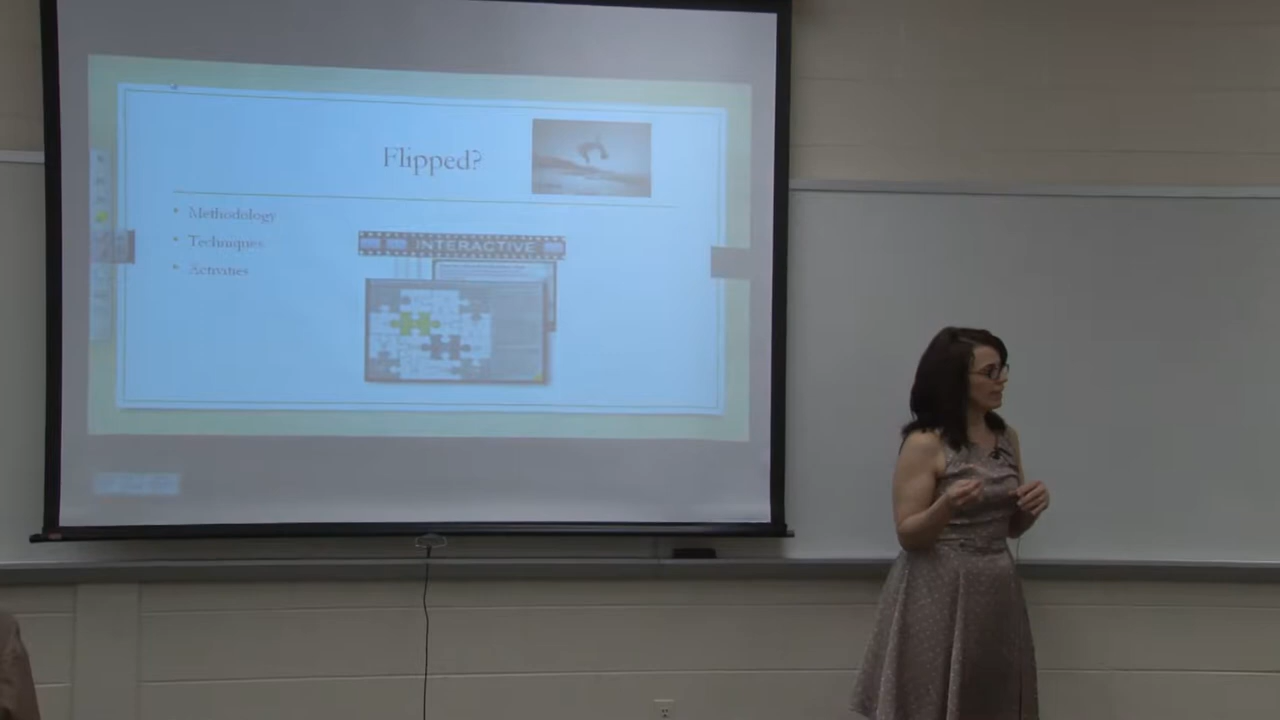 Flipped?
Methodology
Techniques
Activities
INTERACTIVE